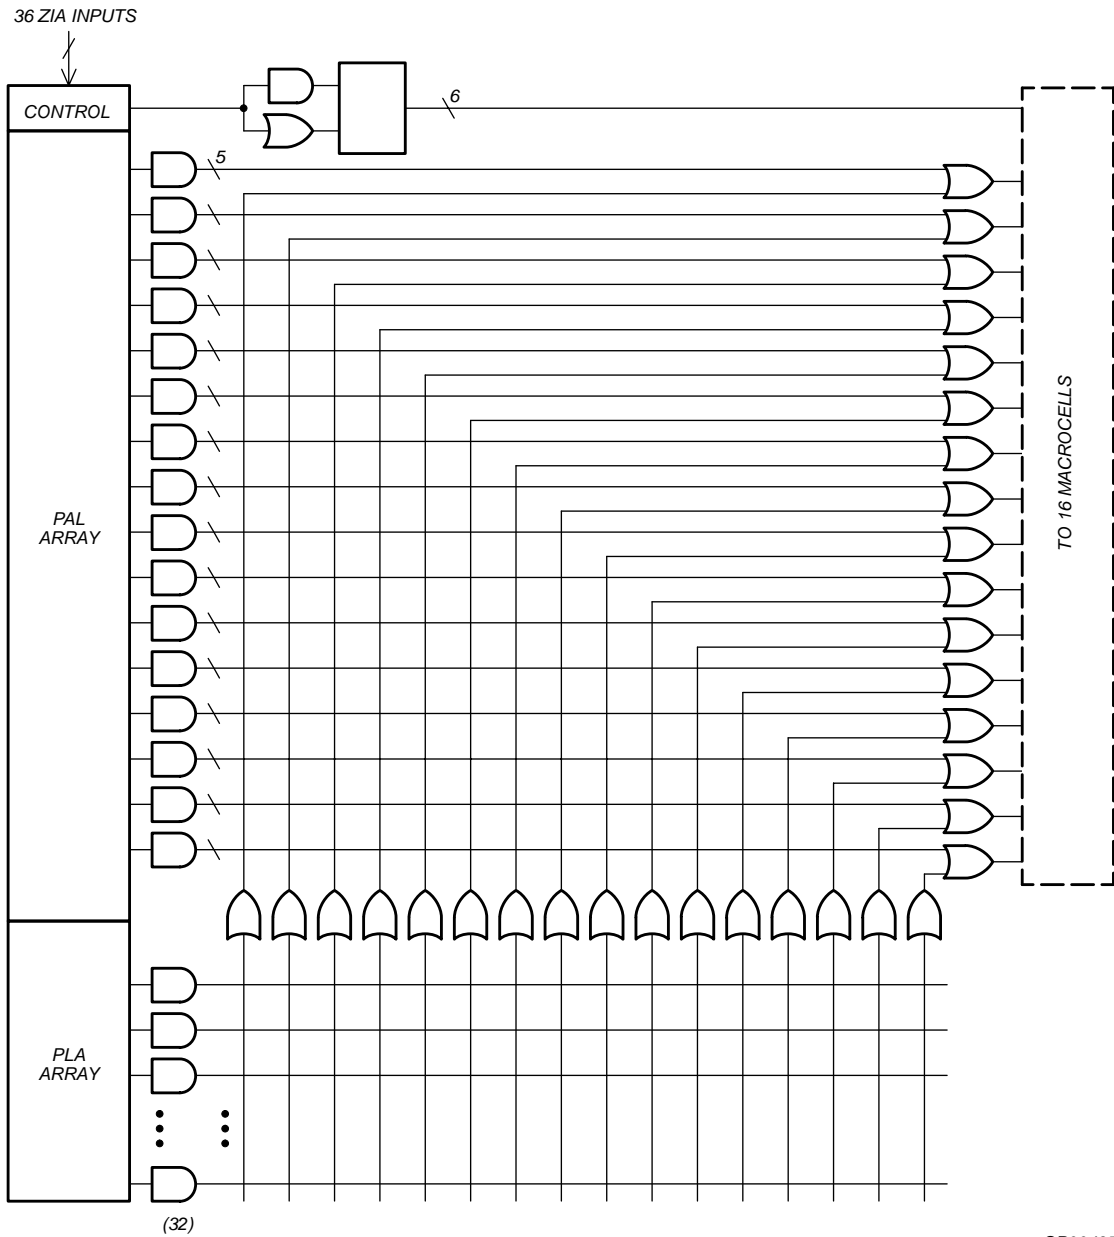 36 ZIA INPUTS
CONTROL
6
5
PAL
ARRAY
TO 16 MACROCELLS
PLA
ARRAY
(32)